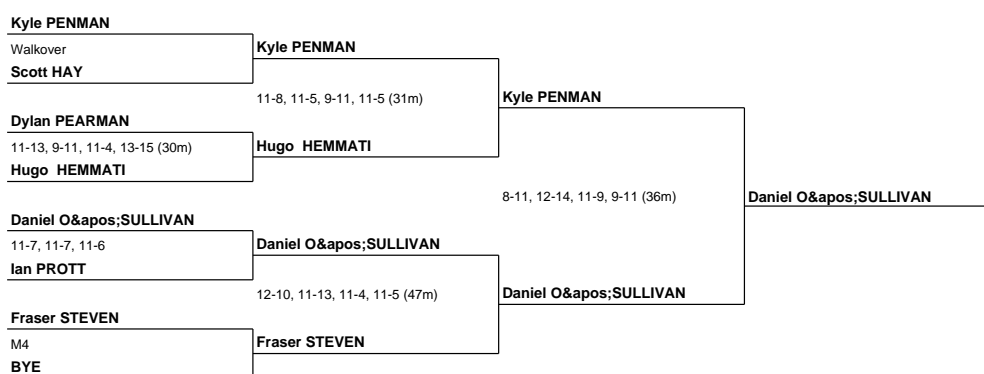 Kyle PENMAN
Walkover
Scott HAY
Kyle PENMAN
11-8, 11-5, 9-11, 11-5 (31m)
Kyle PENMAN
Dylan PEARMAN
11-13, 9-11, 11-4, 13-15 (30m)
Hugo HEMMATI
Hugo HEMMATI
8-11, 12-14, 11-9, 9-11 (36m)
Daniel O&apos;SULLIVAN
Daniel O&apos;SULLIVAN
11-7, 11-7, 11-6
Ian PROTT
Daniel O&apos;SULLIVAN
12-10, 11-13, 11-4, 11-5 (47m)
Daniel O&apos;SULLIVAN
Fraser STEVEN
M4
BYE
Fraser STEVEN